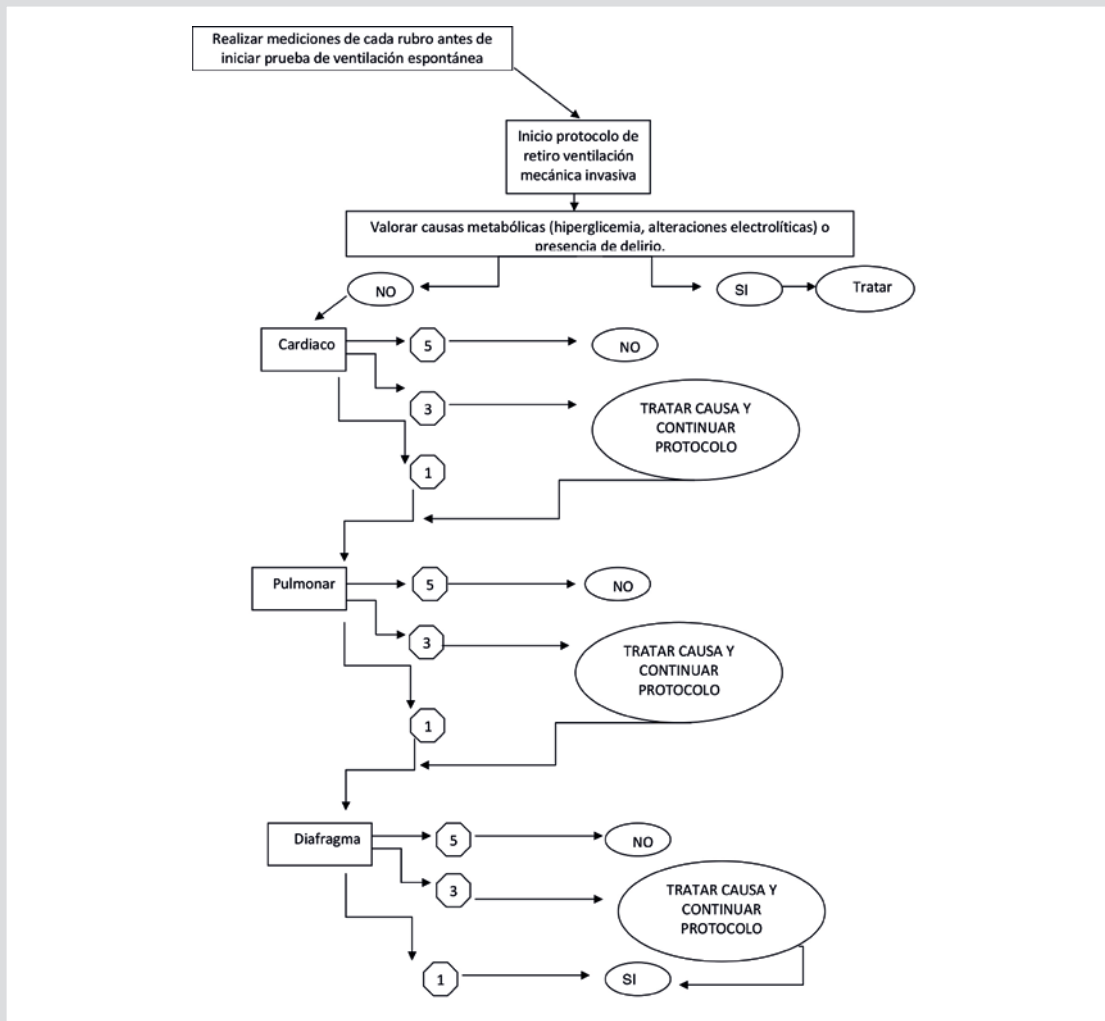 Realizar mediciones de cada rubro antes de
iniciar prueba de ventilación espontánea
Inicio protocolo de
retiro ventilación
mecánica invasiva
Valorar causas metabólicas (hiperglicemia, alteraciones electrolíticas) o
presencia de delirio.
NO
SI
Tratar
Cardiaco
5
NO
3
TRATAR CAUSA Y
CONTINUAR
PROTOCOLO
1
Pulmonar
5
NO
3
TRATAR CAUSA Y
CONTINUAR
PROTOCOLO
1
Diafragma
5
NO
3
TRATAR CAUSA Y
CONTINUAR
PROTOCOLO
1
SI